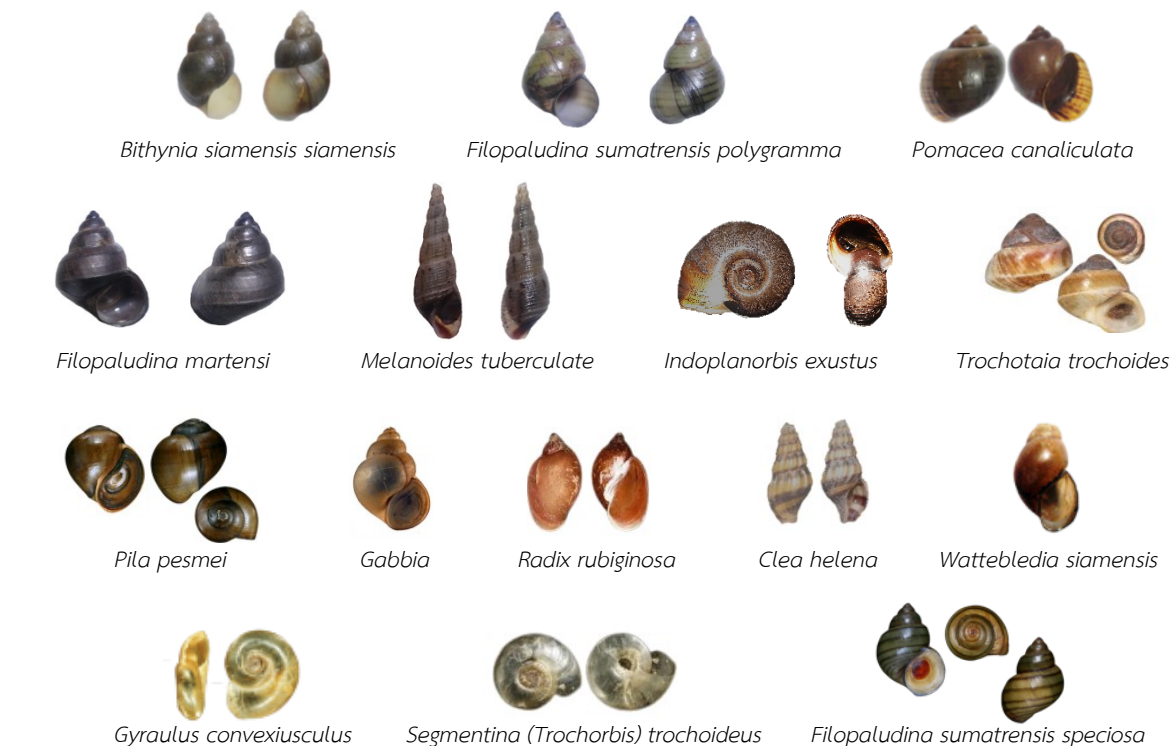 Bithynia siamensis siamensis
Filopaludina sumatrensis polygramma
Pomacea canaliculata
Filopaludina martensi
Melanoides tuberculate
Indoplanorbis exustus
Trochotaia trochoides
Pila pesmei
Gabbia
Radix rubiginosa
Clea helena
Wattebledia siamensis
Gyraulus convexiusculus
Segmentina (Trochorbis) trochoideus
Filopaludina sumatrensis speciosa